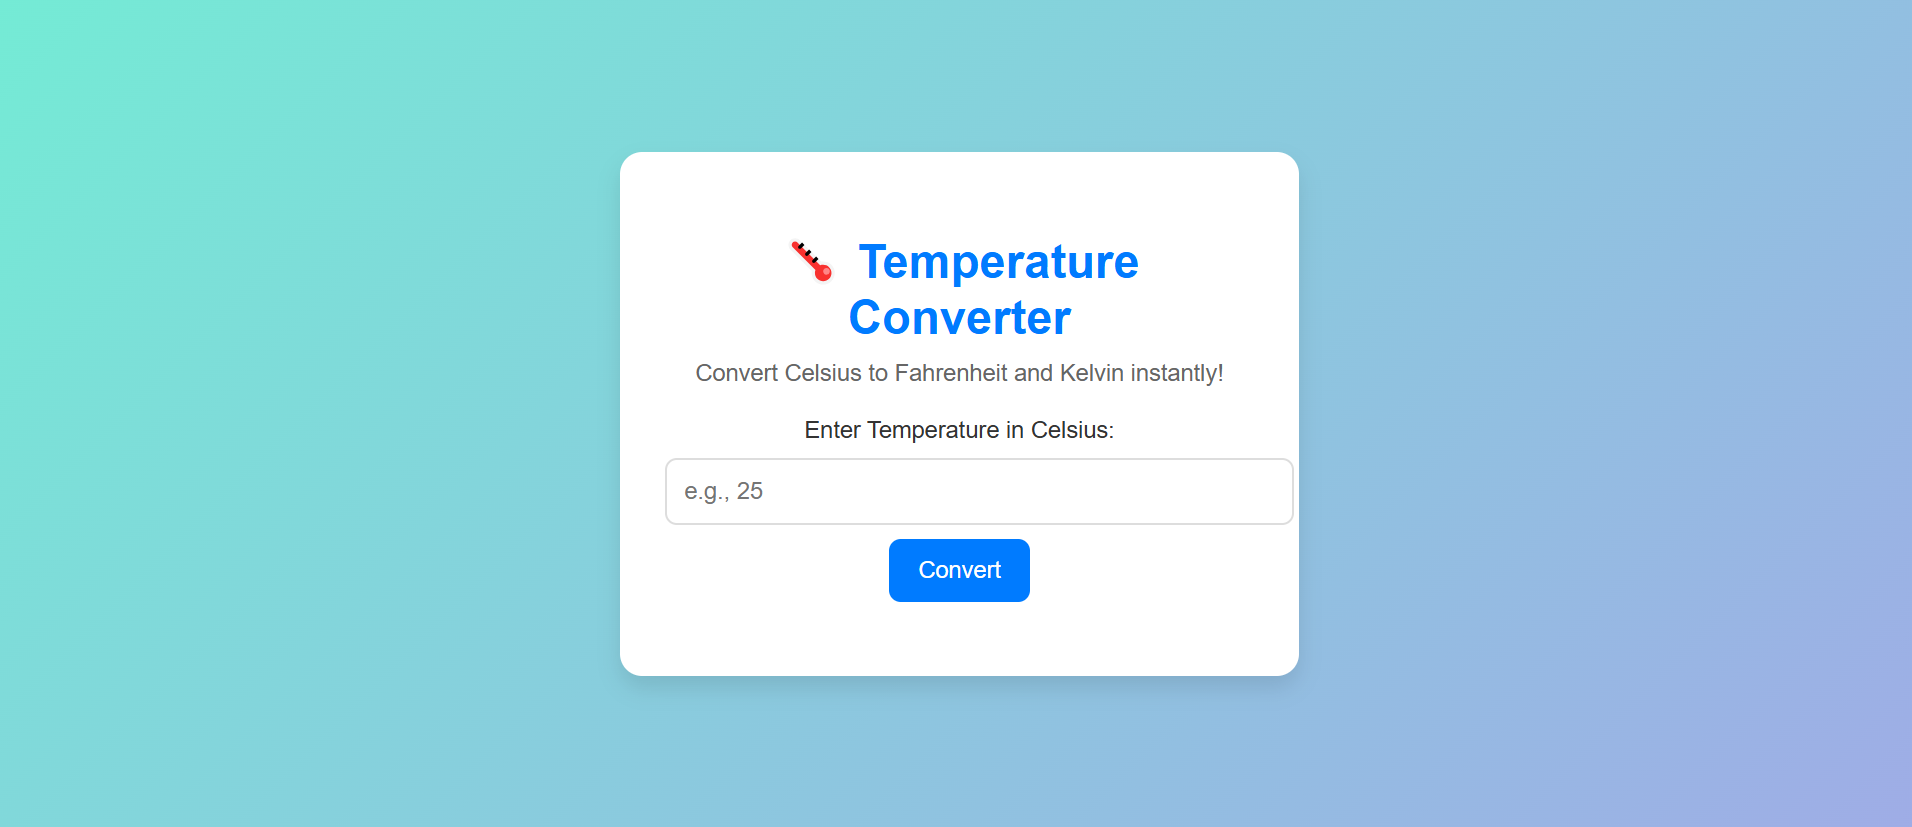 Temperature
Converter
Convert Celsius to Fahrenheit and Kelvin instantly!
Enter Temperature in Celsius:
e.g., 25
Convert